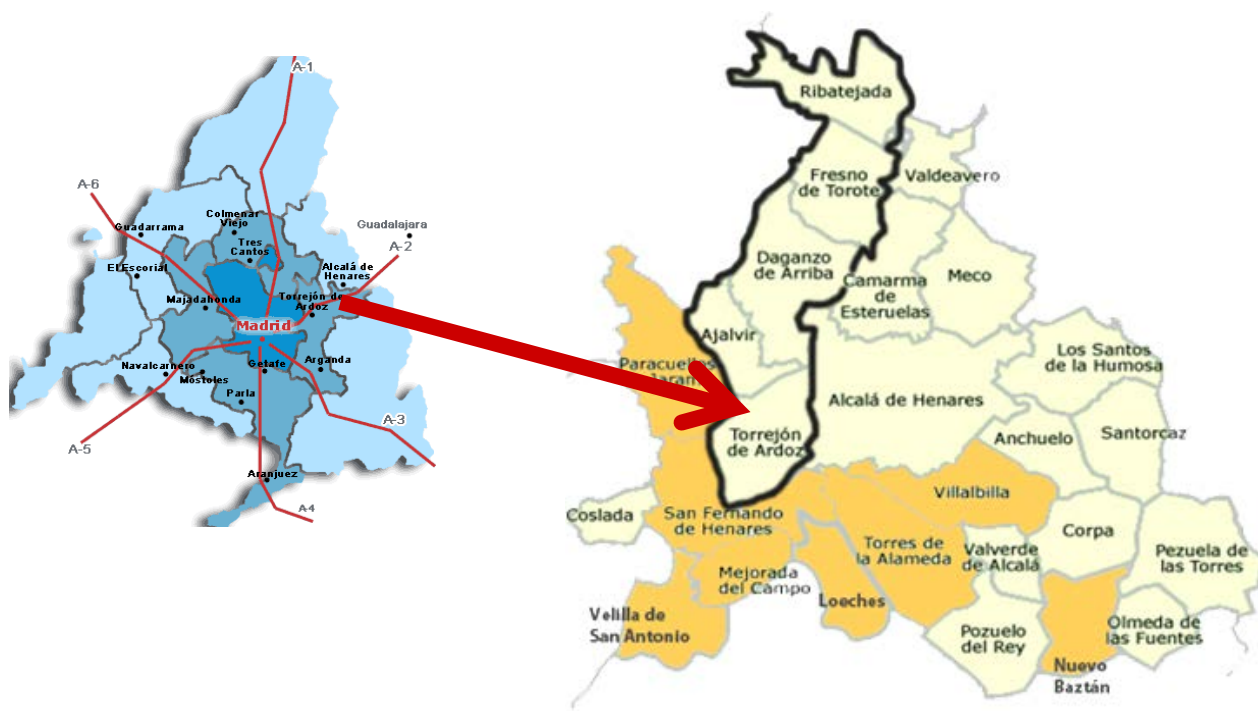 A-1
A-6
Colmenar
Viejo
Guadarrama
Tres
Cantos
Guadalajara
A-2
El Escorial
Alcalá de
Henares
Majadahonda
Torrejón de
Ardoz
Madrid
Navalcarnero
Móstoles
Getafe
Arganda
Parla
A-3
A-5
Aranjuez
A-4
Ribatejada
Fresno
de Torote
Valdeavero
Daganzo
de Arriba
Camarma
de
Esteruelas
Meco
Ajalvir
Paracuellos
Los Santos
de la Humosa
Alcalá de Henares
Torrejón
de Ardoz
Anchuelo
Santorcaz
Villalbilla
Coslada
San Fernando
de Henares
Corpa
Torres de
la Alameda
Valverde
de Alcalá
Pezuela de
las Torres
Mejorada
del Campo
Loeches
Velilla de
San Antonio
Pozuelo
del Rey
Olmeda de
las Fuentes
Nuevo
Baztán